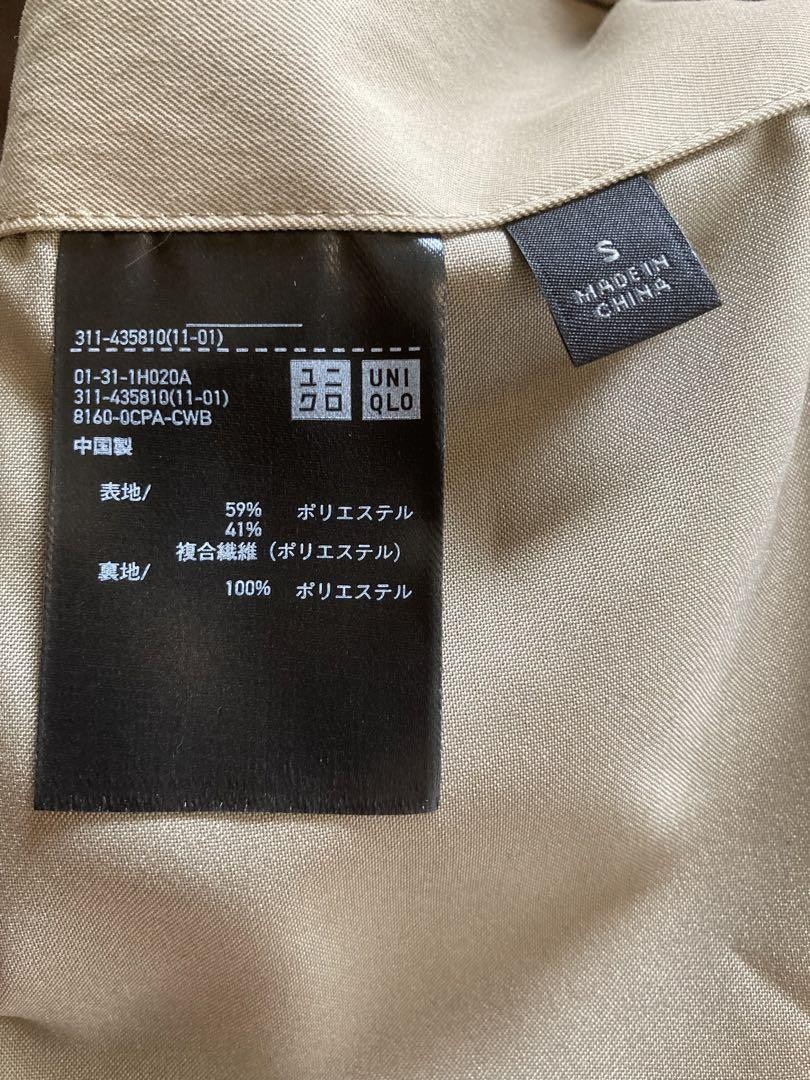 311-435810(11-01)
01-31-1H020A
311-435810(11-01)
8160-0CPA-CWB
中国製
ユニ
クロ
UNI
QLO
表地/
59% ポリエステル
41%
複合繊維（ポリエステル）
裏地/
100% ポリエステル
S
MADE IN
CHINA